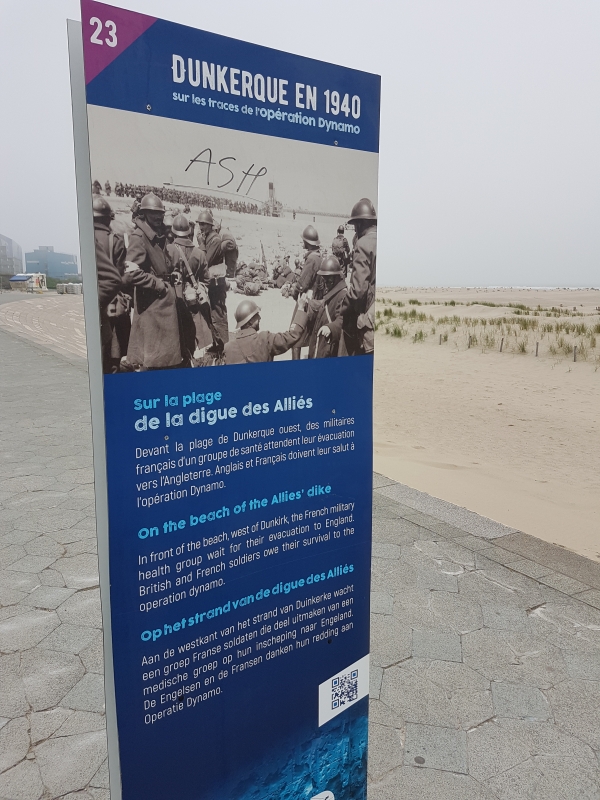 23
DUNKERQUE EN 1940
sur les traces de l'opération Dynamo
ASH
Sur la plage
de la digue des Alliés
Devant la plage de Dunkerque ouest, des militaires
français d'un groupe de santé attendent leur évacuation
vers l'Angleterre. Anglais et Français doivent leur salut à
l'opération Dynamo.
On the beach of the Allies' dike
In front of the beach, west of Dunkirk, the French military
health group wait for their evacuation to England.
British and French soldiers owe their survival to the
operation dynamo.
Op het strand van de digue des Alliés
Aan de westkant van het strand van Duinkerke wacht
een groep Franse soldaten die deel uitmaken van een
medische groep op hun inscheping naar Engeland.
De Engelsen en de Fransen danken hun redding aan
Operatie Dynamo.